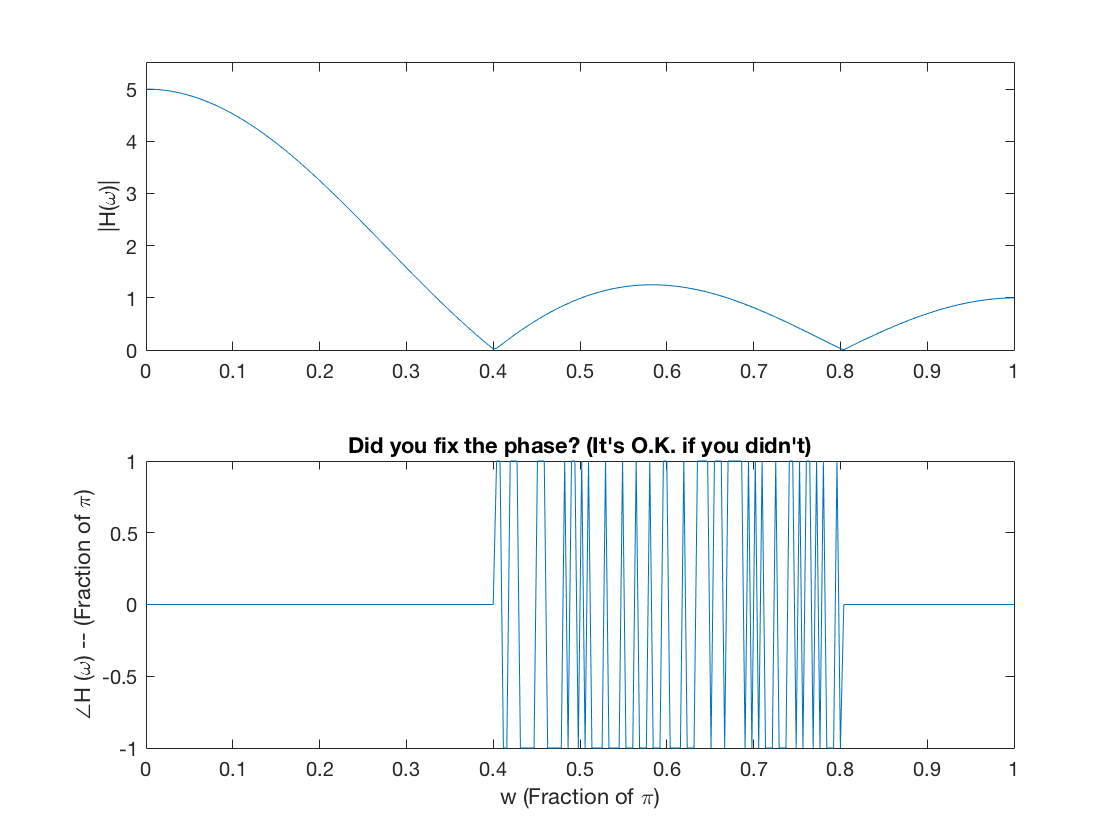 5
4
3
2
1
0
|H(ω)|
0 0.1 0.2 0.3 0.4 0.5 0.6 0.7 0.8 0.9 1
Did you fix the phase? (It's O.K. if you didn't)
1
0.5
0
-0.5
-1
∠H (ω) -- (Fraction of π)
0 0.1 0.2 0.3 0.4 0.5 0.6 0.7 0.8 0.9 1
w (Fraction of π)